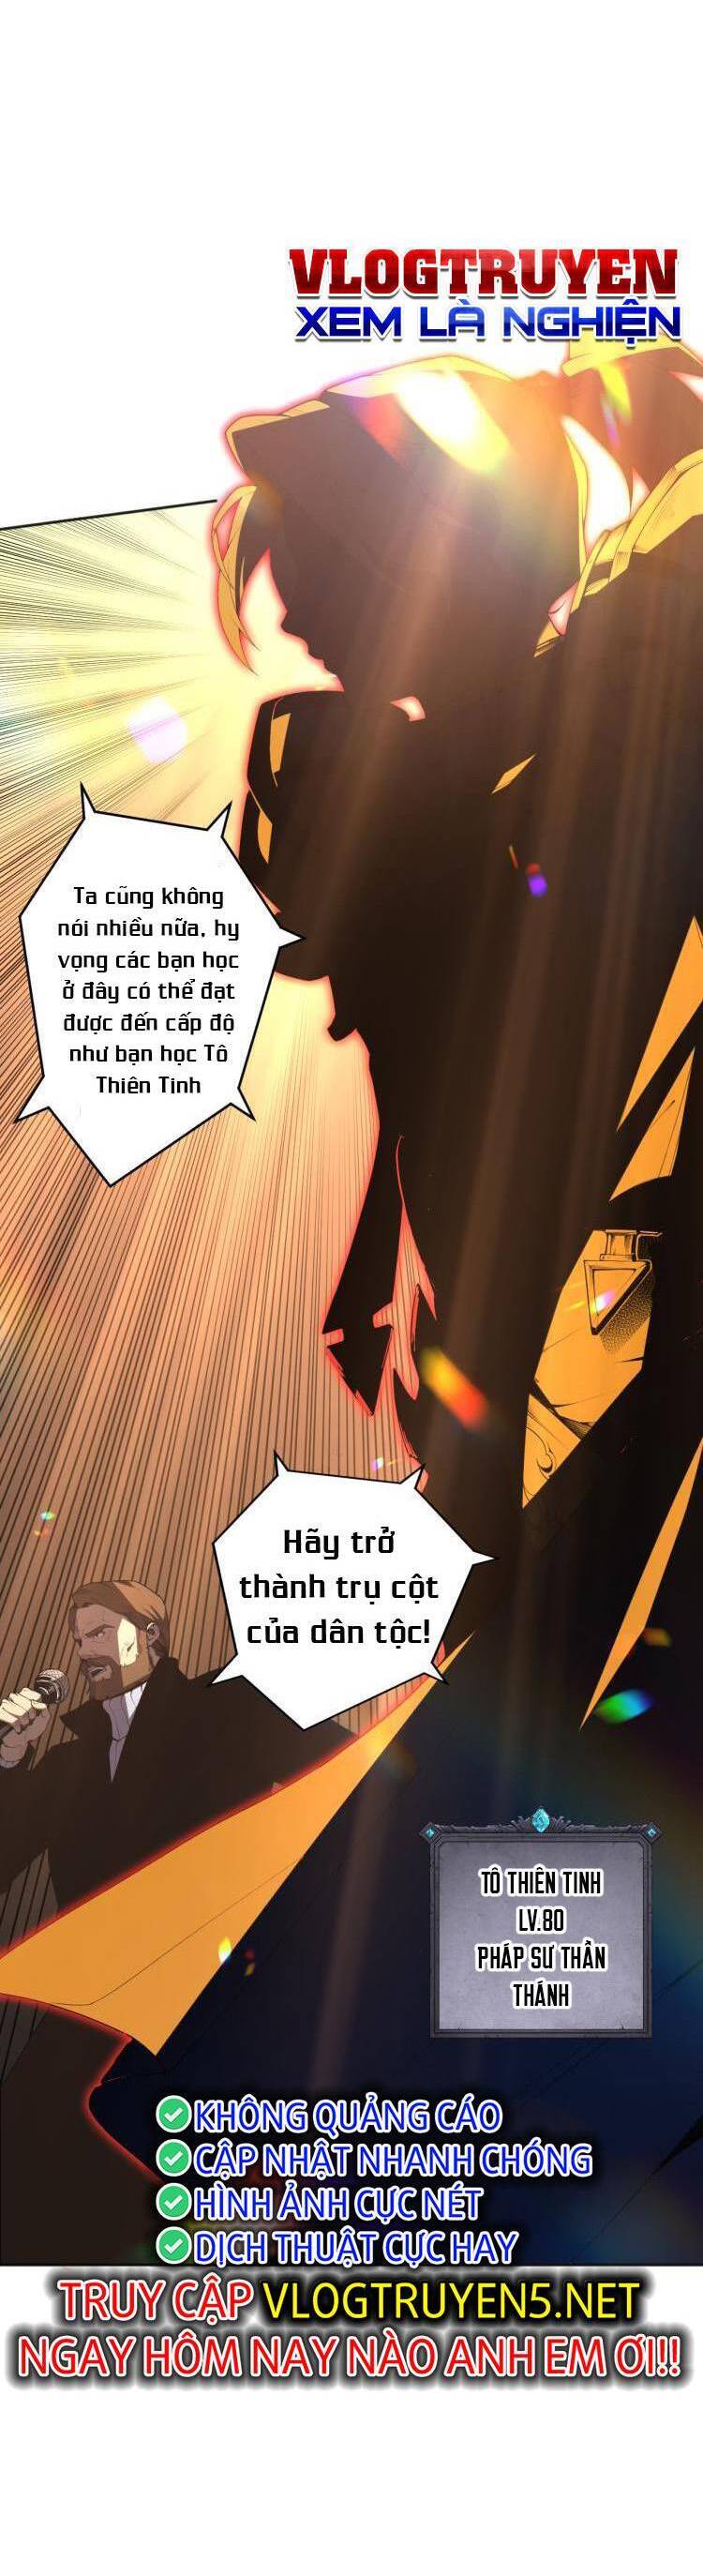 VLOGTRUYEN
XEM LÀ NGHIỆN
Ta cũng không
nói nhiều nữa, hy
vọng các bạn học
ở đây có thể đạt
được đến cấp độ
như bạn học Tô
Thiên Tinh
Hãy trở
thành trụ cột
của dân tộc!
TÔ THIÊN TINH
LV.80
PHÁP SƯ THẦN
THÁNH
KHÔNG QUẢNG CÁO
CẬP NHẬT NHANH CHÓNG
HÌNH ẢNH CỰC NÉT
DỊCH THUẬT CỰC HAY
TRUY CẬP VLOGTRUYEN5.NET
NGAY HÔM NAY NÀO ANH EM ƠI!!